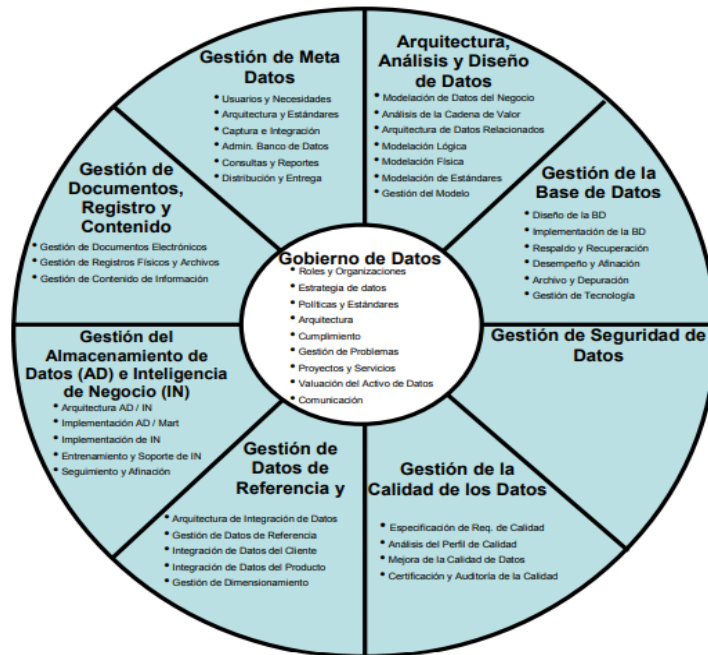 Gestión de Meta
Datos
• Usuarios y Necesidades
• Arquitectura y Estándares
• Captura e Integración
• Admin. Banco de Datos
• Consultas y Reportes
• Distribución y Entrega
Arquitectura,
Análisis y Diseño
de Datos
• Modelación de Datos del Negocio
• Análisis de la Cadena de Valor
• Arquitectura de Datos Relacionados
• Modelación Lógica
• Modelación Física
• Modelación de Estándares
• Gestión del Modelo
Gestión de la
Base de Datos
• Diseño de la BD
• Implementación de la BD
• Respaldo y Recuperación
• Desempeño y Afinación
• Archivo y Depuración
• Gestión de Tecnología
Gestión de Seguridad de
Datos
Gestión de la
Calidad de los Datos
• Especificación de Req. de Calidad
• Análisis del Perfil de Calidad
• Mejora de la Calidad de Datos
• Certificación y Auditoría de la Calidad
Gestión de
Datos de
Referencia y
• Arquitectura de Integración de Datos
• Gestión de Datos de Referencia
• Integración de Datos del Cliente
• Integración de Datos del Producto
• Gestión de Dimensionamiento
Gestión del
Almacenamiento de
Datos (AD) e Inteligencia
de Negocio (IN)
• Arquitectura AD / IN
• Implementación AD / Mart
• Implementación de IN
• Entrenamiento y Soporte de IN
• Seguimiento y Afinación
Gestión de
Documentos,
Registro y
Contenido
• Gestión de Documentos Electrónicos
• Gestión de Registros Físicos y Archivos
• Gestión de Contenido de Información
Gobierno de Datos
• Roles y Organizaciones
• Estrategia de datos
• Políticas y Estándares
• Arquitectura
• Cumplimiento
• Gestión de Problemas
• Proyectos y Servicios
• Valuación del Activo de Datos
• Comunicación